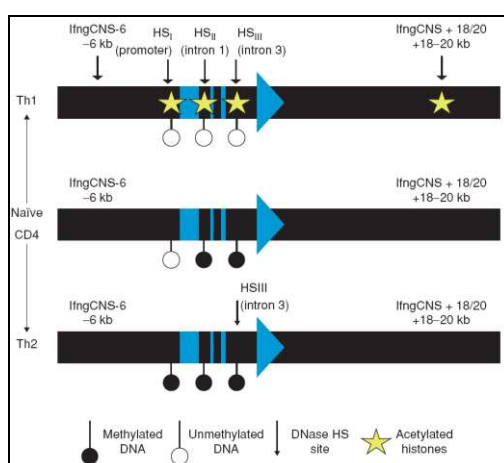 IfngCNS-6
−6 kb
HSI
(promoter)
HSII
(intron 1)
HSIII
(intron 3)
IfngCNS + 18/20
+18–20 kb
Th1
IfngCNS-6
−6 kb
IfngCNS + 18/20
+18–20 kb
Naïve
CD4
IfngCNS-6
−6 kb
HSIII
(intron 3)
IfngCNS + 18/20
+18–20 kb
Th2
Methylated
DNA
Unmethylated
DNA
DNase HS
site
Acetylated
histones